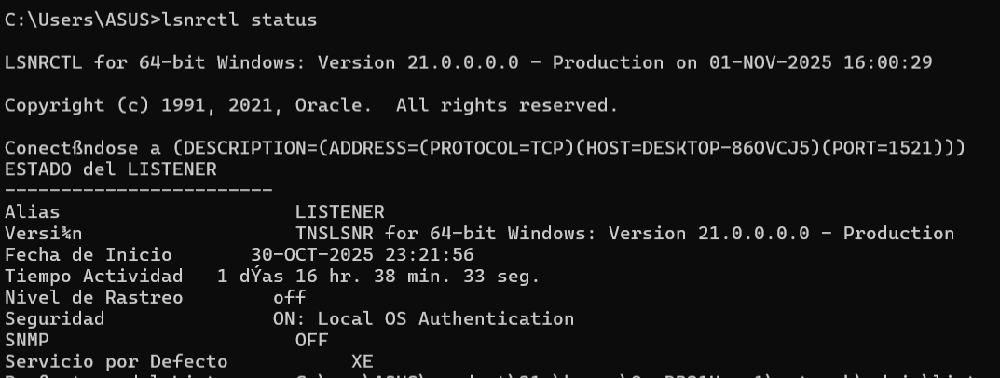 C:\Users\ASUS>lsnrctl status
LSNRCTL for 64-bit Windows: Version 21.0.0.0.0 - Production on 01-NOV-2025 16:00:29
Copyright (c) 1991, 2021, Oracle.  All rights reserved.
Conectßndose a (DESCRIPTION=(ADDRESS=(PROTOCOL=TCP)(HOST=DESKTOP-86OVCJ5)(PORT=1521)))
ESTADO del LISTENER
------------------------
Alias                     LISTENER
Versi¾n                   TNSLSNR for 64-bit Windows: Version 21.0.0.0.0 - Production
Fecha de Inicio       30-OCT-2025 23:21:56
Tiempo Actividad   1 dÝas 16 hr. 38 min. 33 seg.
Nivel de Rastreo        off
Seguridad               ON: Local OS Authentication
SNMP                      OFF
Servicio por Defecto           XE